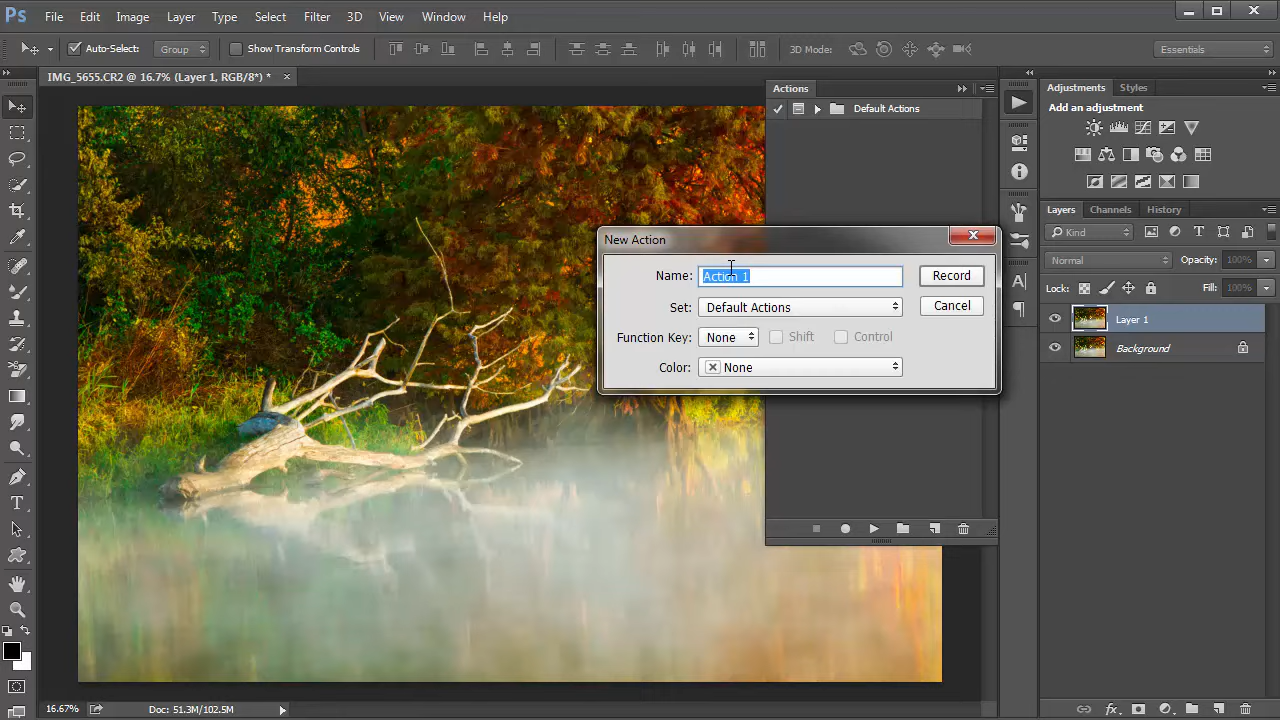 Ps File Edit Image Layer Type Select Filter 3D View Window Help
Auto-Select: Group Show Transform Controls 3D Mode: Essentials
IMG_5655.CR2 @ 16.7% (Layer 1, RGB/8*) *
Actions
Default Actions
Adjustments Styles
Add an adjustment
Layers Channels History
Kind
Normal Opacity: 100%
Lock: Fill: 100%
Layer 1
Background
New Action
Name: Action 1 Record
Set: Default Actions Cancel
Function Key: None Shift Control
Color: None
16.67% Doc: 51.3M/102.5M